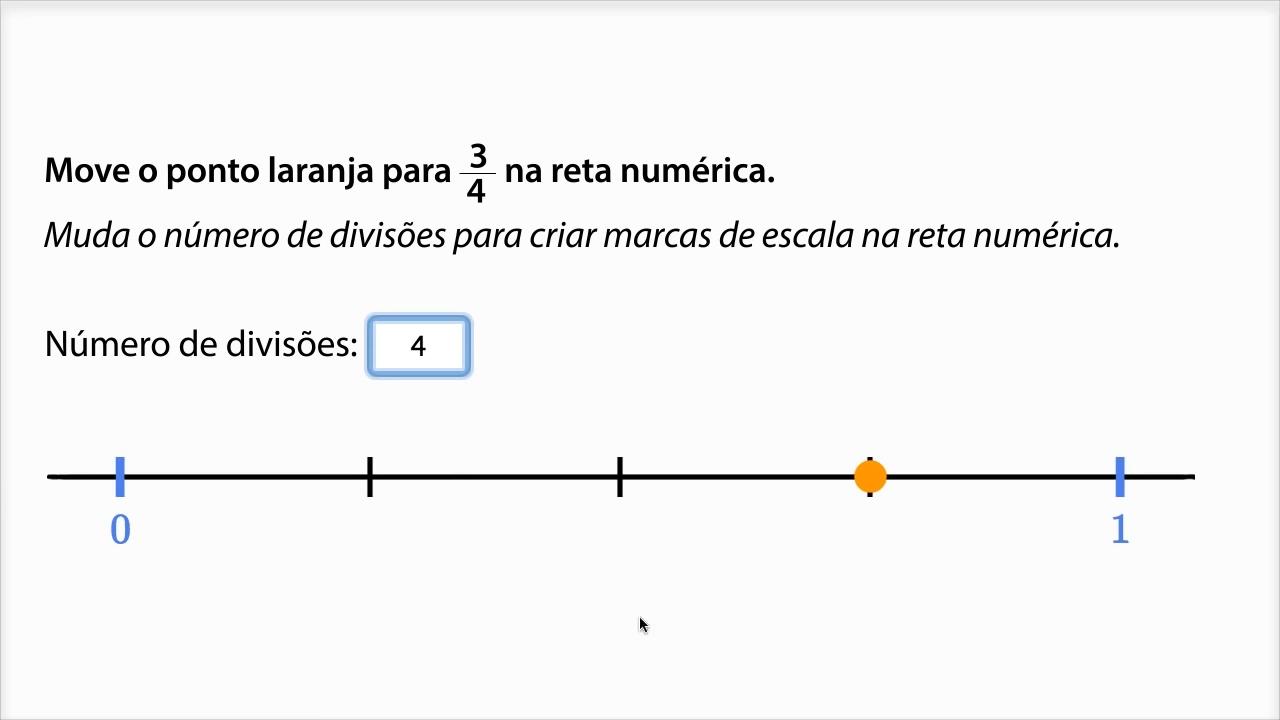 Move o ponto laranja para 3/4 na reta numérica.
Muda o número de divisões para criar marcas de escala na reta numérica.
Número de divisões: 4
0 1